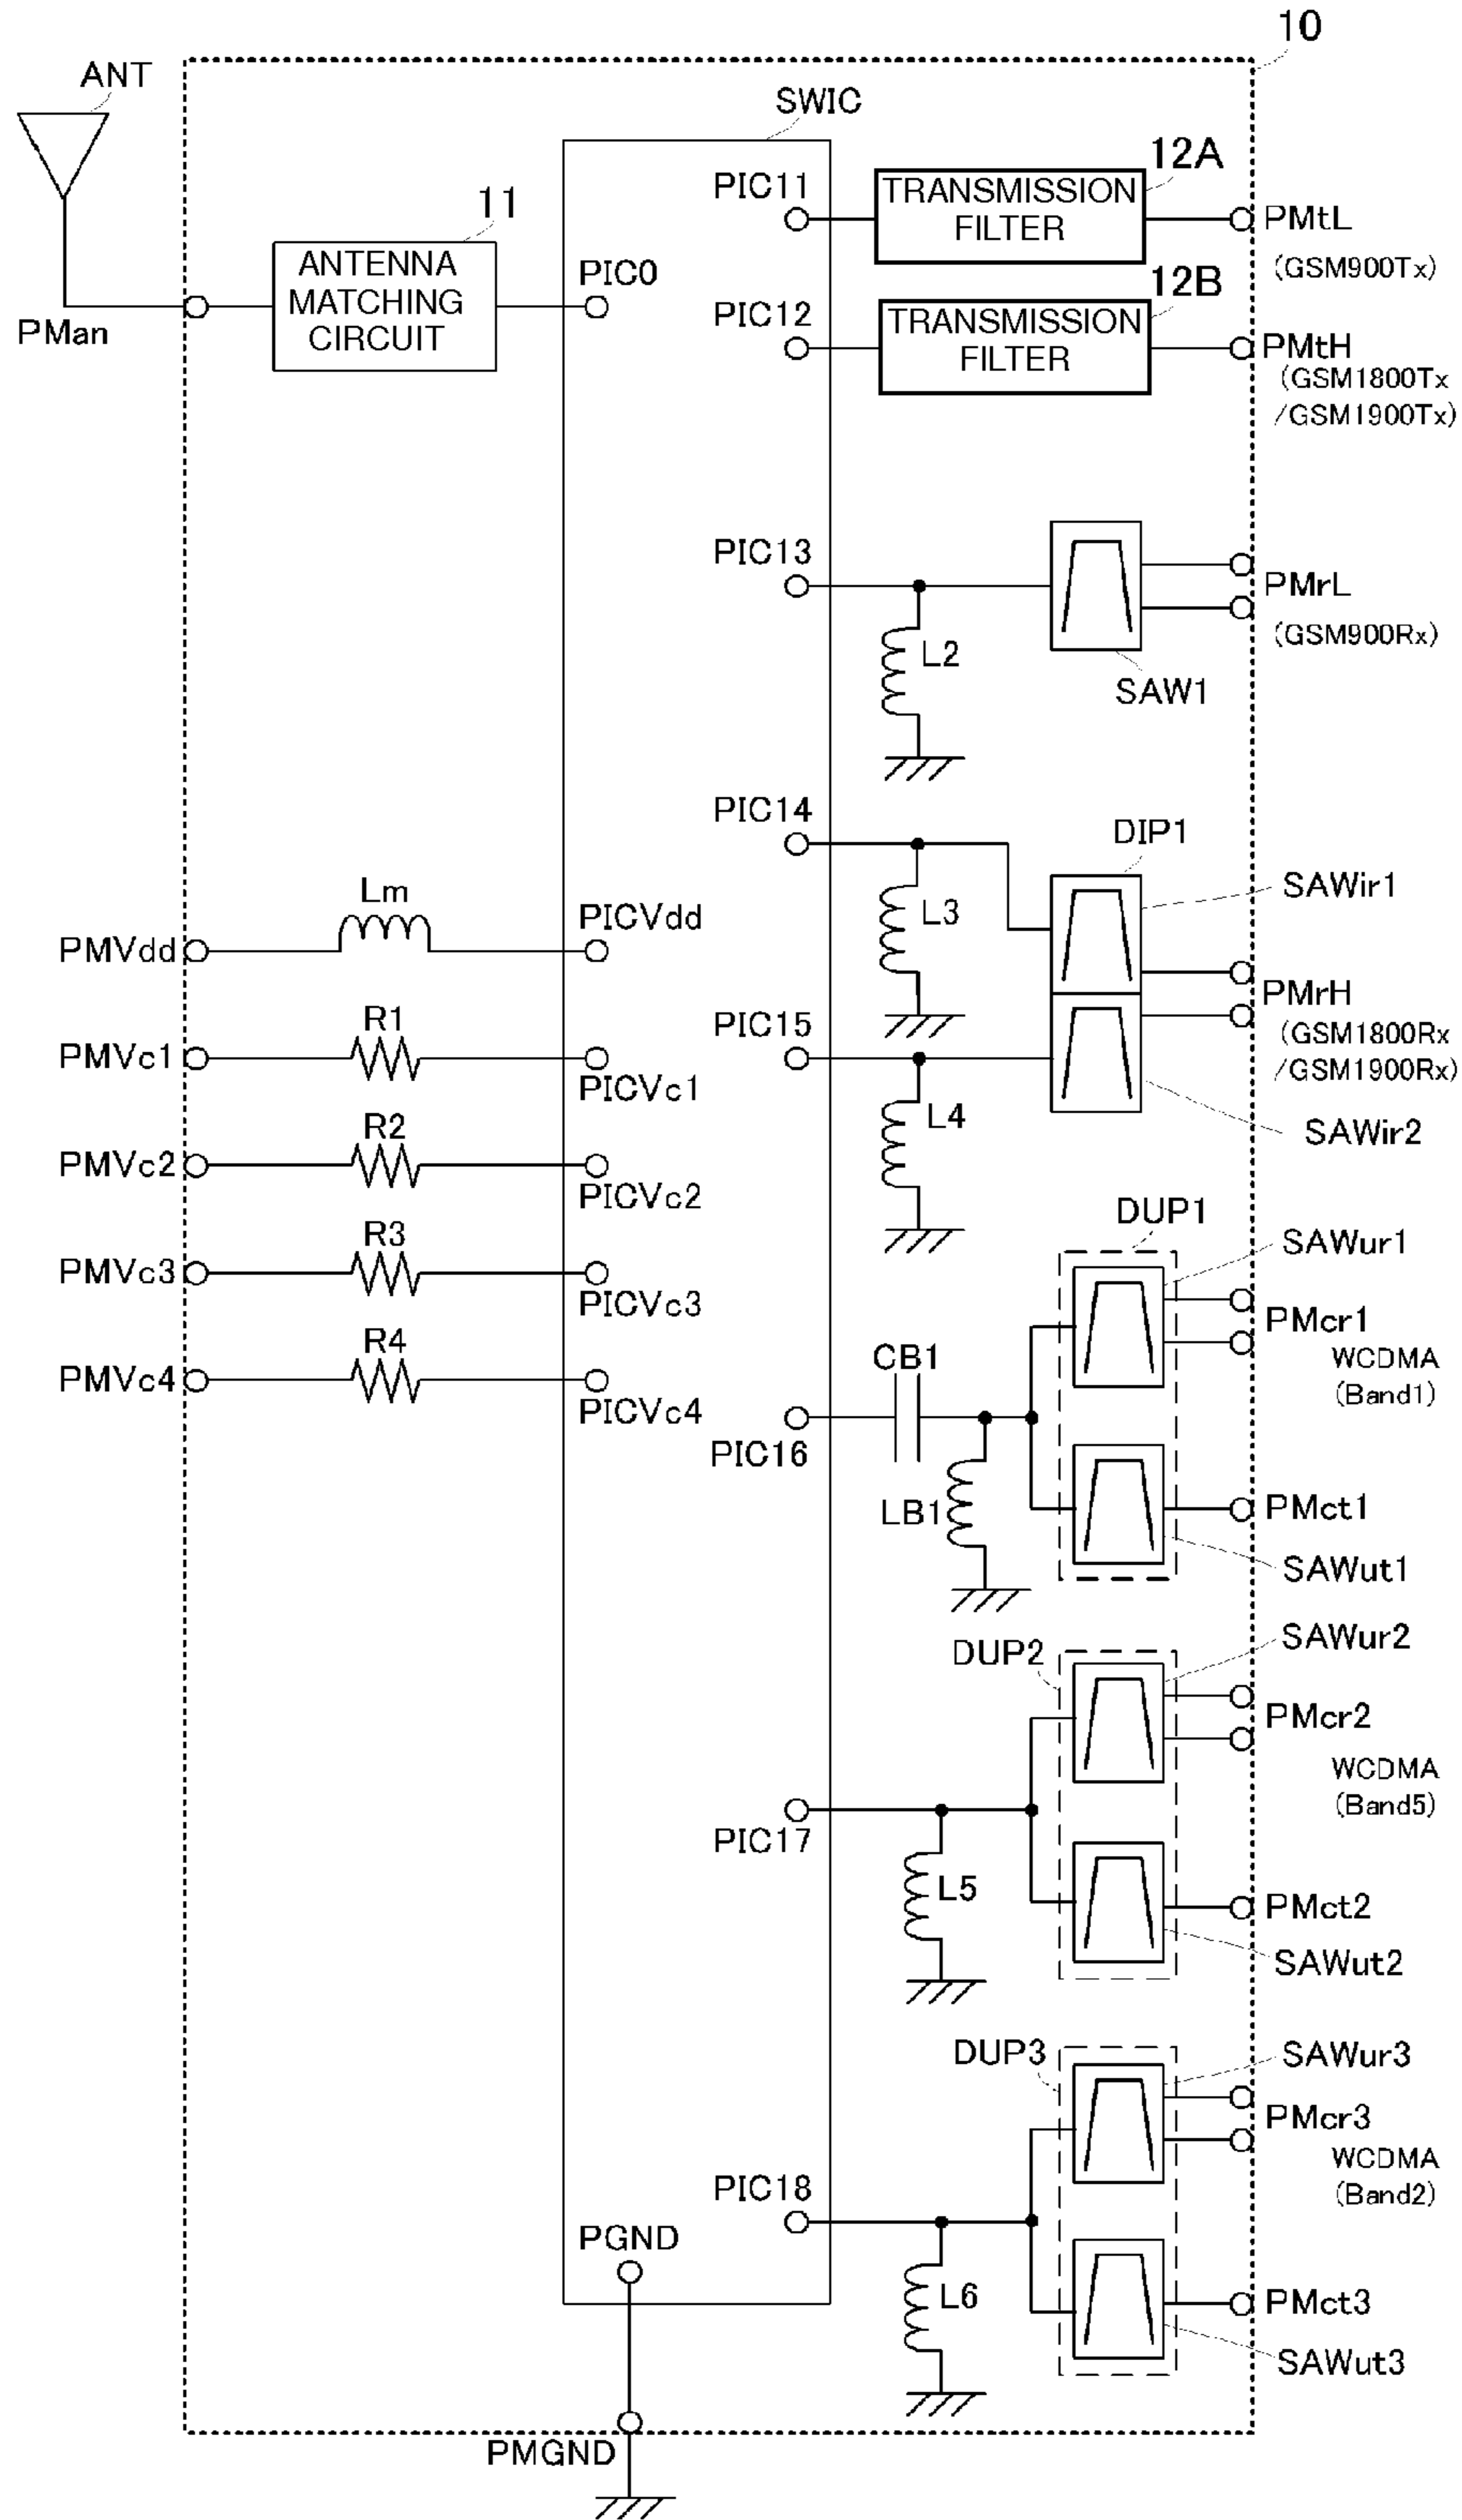 10
ANT
SWIC
12A
PIC11
TRANSMISSION
FILTER
PMtL
(GSM900Tx)
11
ANTENNA
MATCHING
CIRCUIT
PIC0
PMan
12B
PIC12
TRANSMISSION
FILTER
PMtH
(GSM1800Tx
/GSM1900Tx)
PIC13
L2
SAW1
PMrL
(GSM900Rx)
PIC14
DIP1
SAWir1
L3
Lm
PMVdd
PICVdd
PMrH
(GSM1800Rx
/GSM1900Rx)
R1
PMVc1
PICVc1
PIC15
L4
SAWir2
R2
PMVc2
PICVc2
DUP1
SAWur1
R3
PMVc3
PICVc3
PMcr1
WCDMA
(Band1)
R4
PMVc4
PICVc4
CB1
PIC16
LB1
PMct1
SAWut1
DUP2
SAWur2
PMcr2
WCDMA
(Band5)
PIC17
L5
PMct2
SAWut2
DUP3
SAWur3
PMcr3
WCDMA
(Band2)
PIC18
PGND
L6
PMct3
SAWut3
PMGND